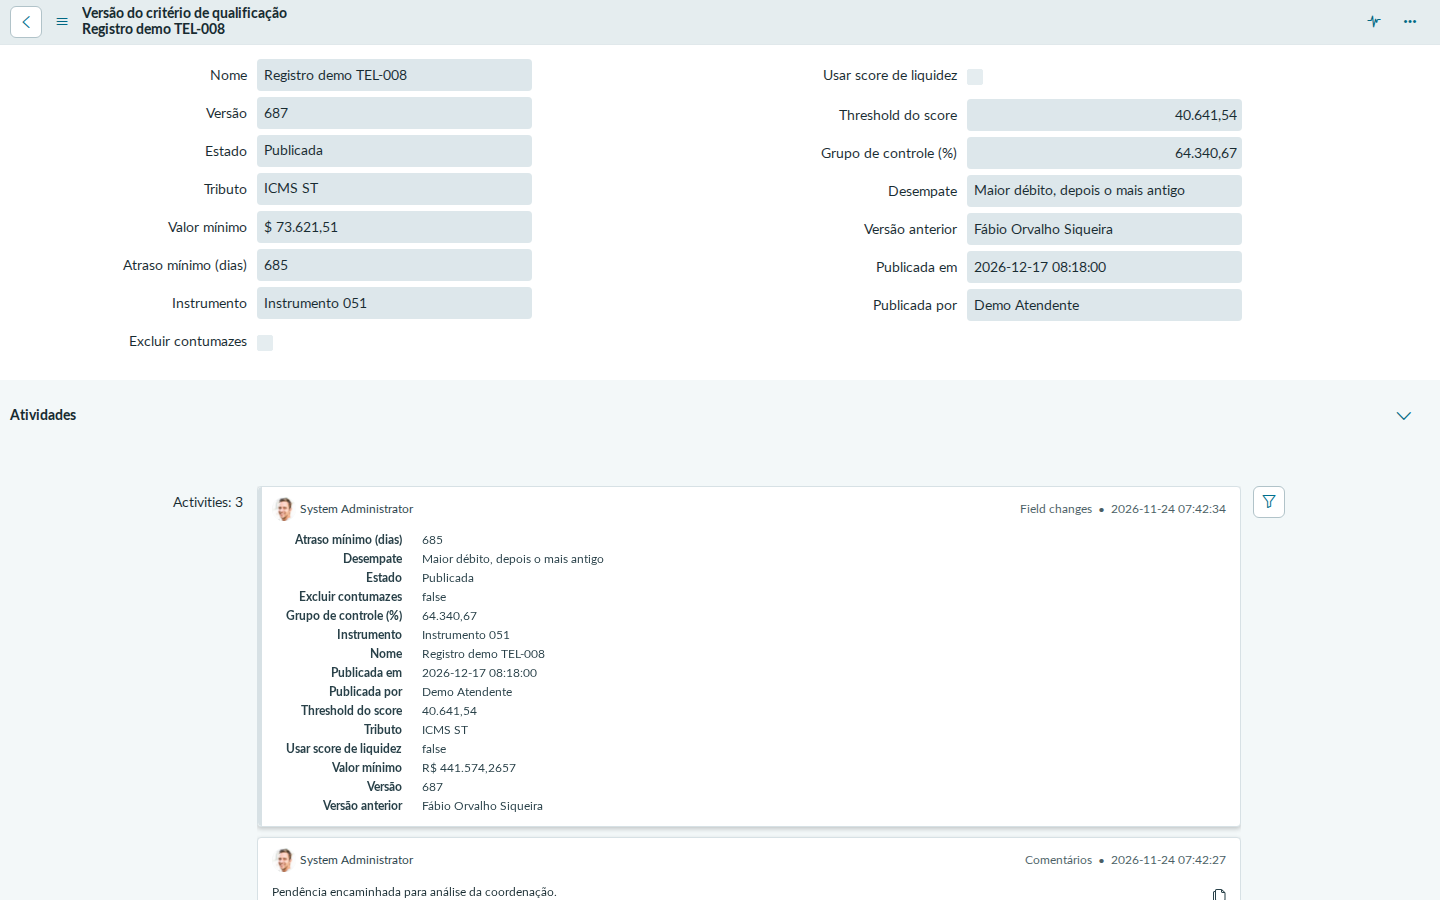 Versão do critério de qualificação
Registro demo TEL-008
Nome Registro demo TEL-008
Versão 687
Estado Publicada
Tributo ICMS ST
Valor mínimo $ 73.621,51
Atraso mínimo (dias) 685
Instrumento Instrumento 051
Excluir contumazes
Usar score de liquidez
Threshold do score 40.641,54
Grupo de controle (%) 64.340,67
Desempate Maior débito, depois o mais antigo
Versão anterior Fábio Orvalho Siqueira
Publicada em 2026-12-17 08:18:00
Publicada por Demo Atendente
Atividades
Activities: 3
System Administrator Field changes • 2026-11-24 07:42:34
Atraso mínimo (dias) 685
Desempate Maior débito, depois o mais antigo
Estado Publicada
Excluir contumazes false
Grupo de controle (%) 64.340,67
Instrumento Instrumento 051
Nome Registro demo TEL-008
Publicada em 2026-12-17 08:18:00
Publicada por Demo Atendente
Threshold do score 40.641,54
Tributo ICMS ST
Usar score de liquidez false
Valor mínimo R$ 441.574,2657
Versão 687
Versão anterior Fábio Orvalho Siqueira
System Administrator Comentários • 2026-11-24 07:42:27
Pendência encaminhada para análise da coordenação.